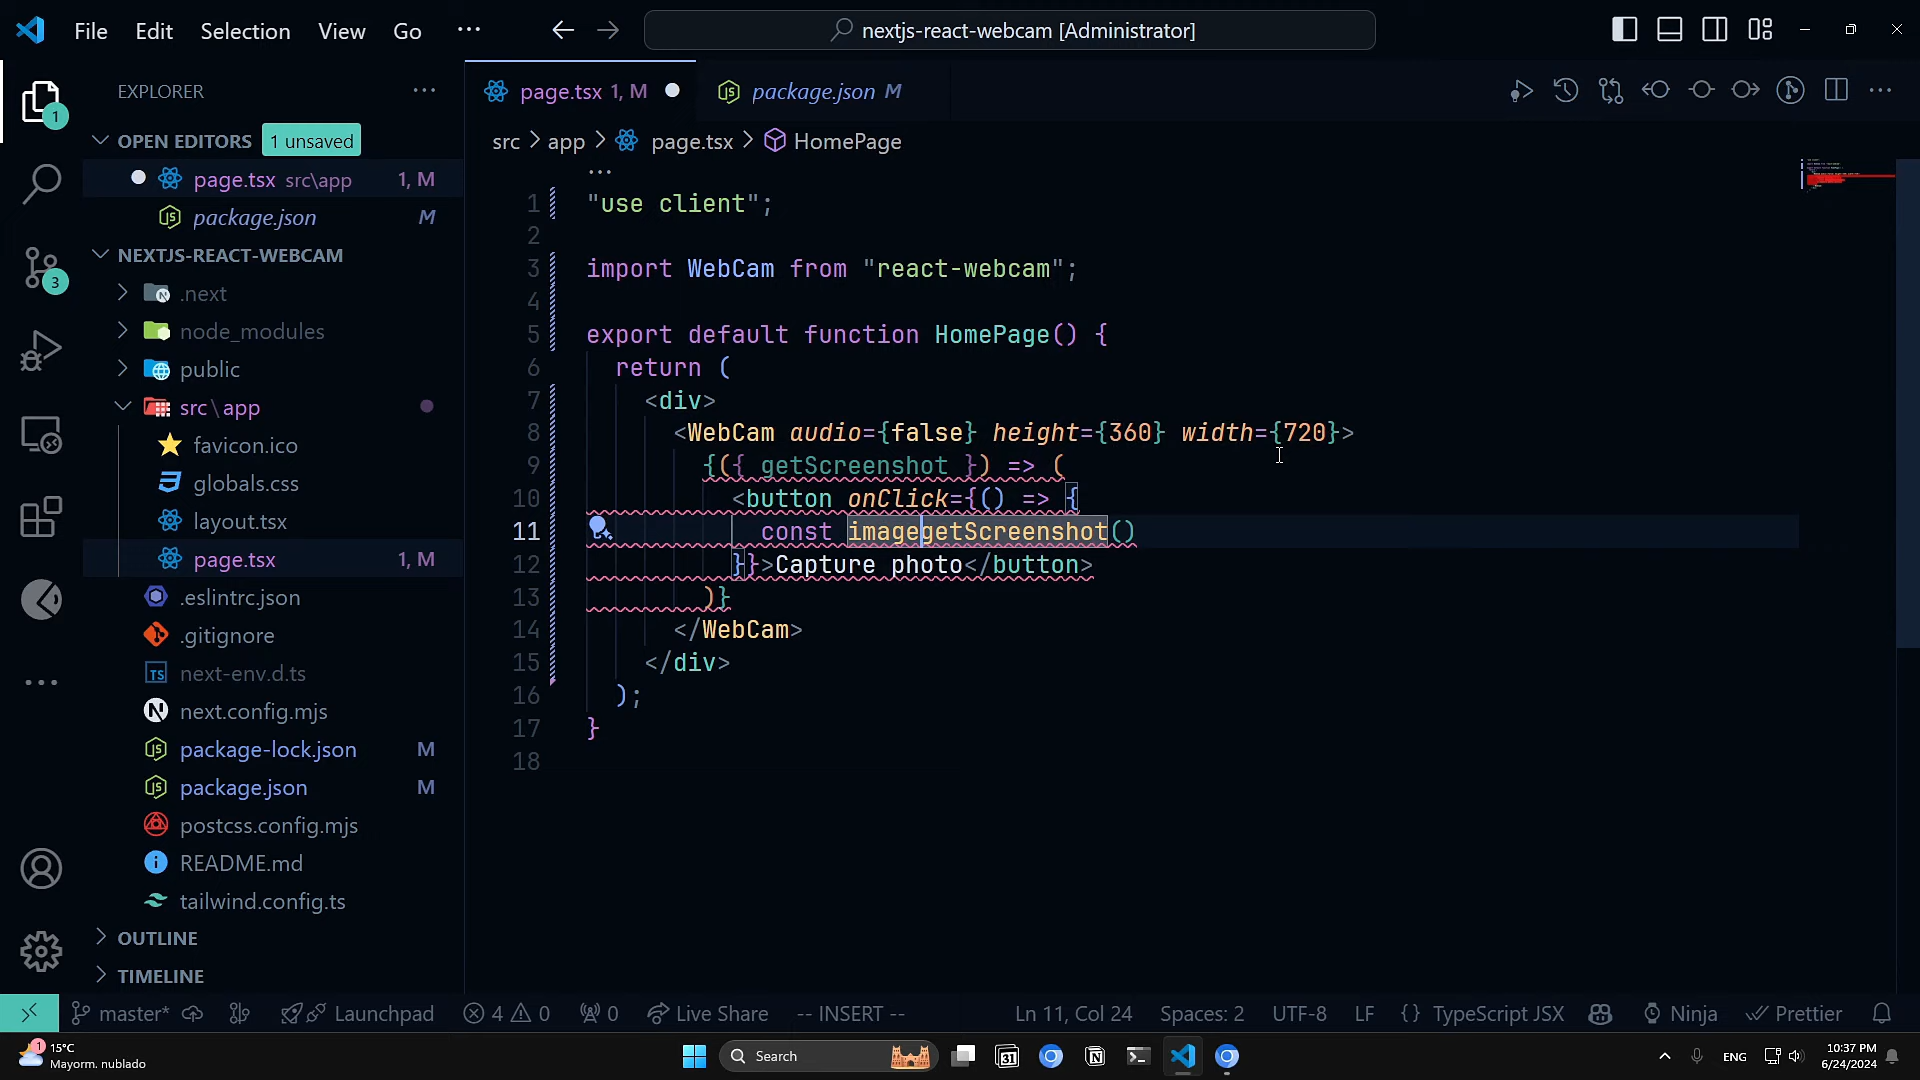 File Edit Selection View Go ··· nextjs-react-webcam [Administrator]
EXPLORER
OPEN EDITORS 1 unsaved
page.tsx src\app 1, M
package.json M
NEXTJS-REACT-WEBCAM
.next
node_modules
public
src\app
favicon.ico
globals.css
layout.tsx
page.tsx 1, M
.eslintrc.json
.gitignore
next-env.d.ts
next.config.mjs
package-lock.json M
package.json M
postcss.config.mjs
README.md
tailwind.config.ts
OUTLINE
TIMELINE
1
3
page.tsx 1, M
package.json M
src > app > page.tsx > HomePage
1 "use client";
2
3 import WebCam from "react-webcam";
4
5 export default function HomePage() {
6 return (
7 <div>
8 <WebCam audio={false} height={360} width={720}>
9 {({ getScreenshot }) => (
10 <button onClick={() => {
11 const imagegetScreenshot()
12 }}>Capture photo</button>
13 )}
14 </WebCam>
15 </div>
16 );
17 }
18
master* Launchpad 4 0 0 Live Share -- INSERT -- Ln 11, Col 24 Spaces: 2 UTF-8 LF {} TypeScript JSX Ninja Prettier
1
15°C
Mayorm. nublado
Search
31
ENG
10:37 PM
6/24/2024